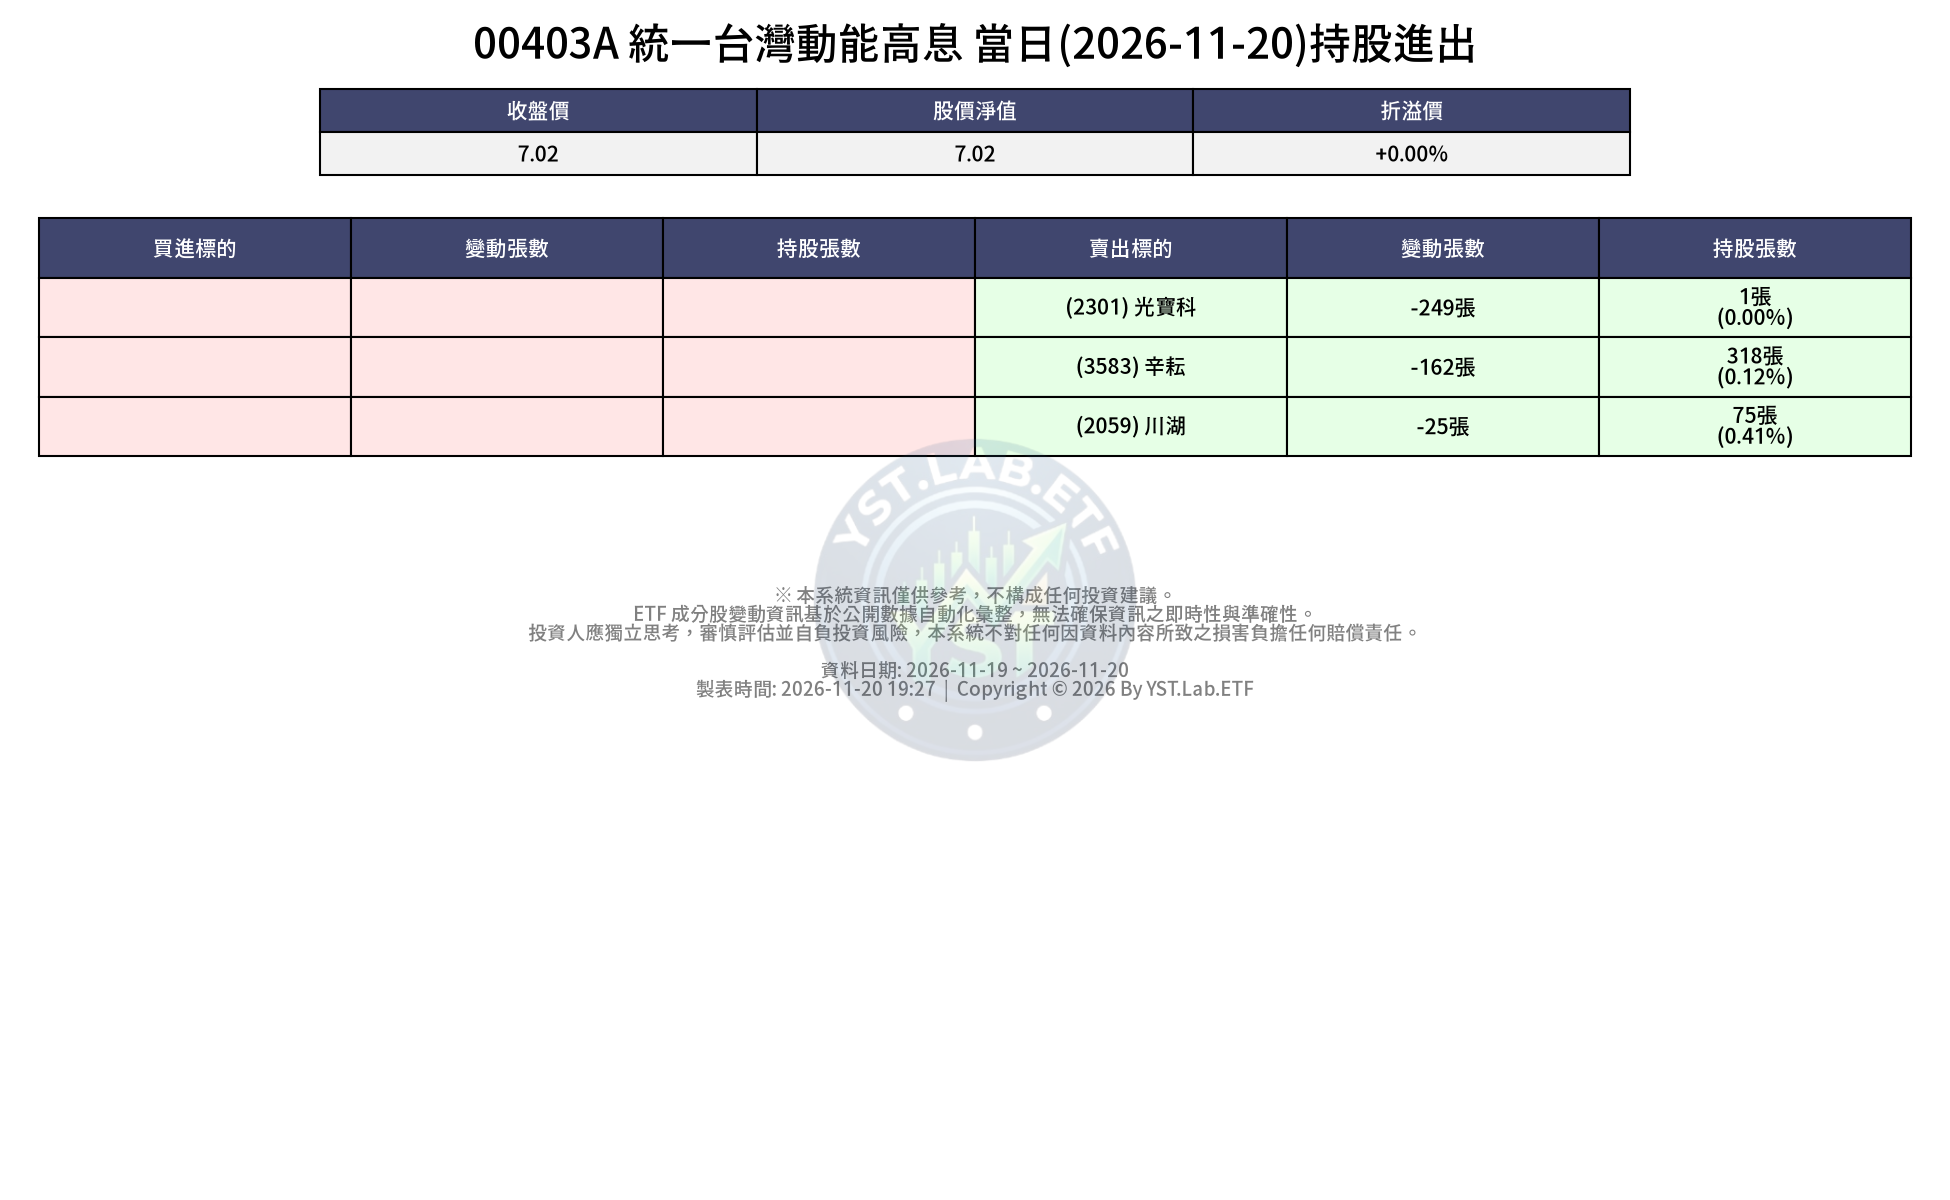 00403A 統一台灣動能高息 當日(2026-11-20)持股進出
收盤價 股價淨值 折溢價
7.02 7.02 +0.00%
買進標的 變動張數 持股張數 賣出標的 變動張數 持股張數
(2301) 光寶科 -249張 1張
(0.00%)
(3583) 辛耘 -162張 318張
(0.12%)
(2059) 川湖 -25張 75張
(0.41%)
YST.LAB.ETF
YST
※ 本系統資訊僅供參考，不構成任何投資建議。
ETF 成分股變動資訊基於公開數據自動化彙整，無法確保資訊之即時性與準確性。
投資人應獨立思考，審慎評估並自負投資風險，本系統不對任何因資料內容所致之損害負擔任何賠償責任。
資料日期: 2026-11-19 ~ 2026-11-20
製表時間: 2026-11-20 19:27 | Copyright © 2026 By YST.Lab.ETF